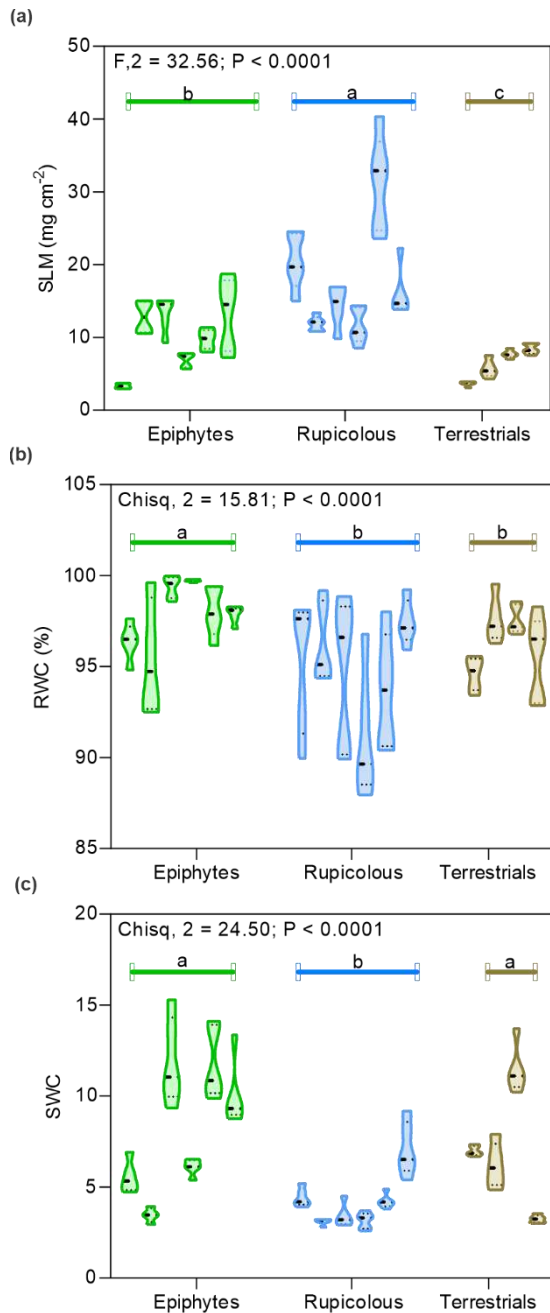 (a)
50
F,2 = 32.56; P < 0.0001
b
a
c
40
30
SLM (mg cm-2)
20
10
0
Epiphytes
Rupicolous
Terrestrials
(b)
105
Chisq, 2 = 15.81; P < 0.0001
a
b
b
100
RWC (%)
95
90
85
Epiphytes
Rupicolous
Terrestrials
(c)
20
Chisq, 2 = 24.50; P < 0.0001
a
b
a
15
SWC
10
5
0
Epiphytes
Rupicolous
Terrestrials